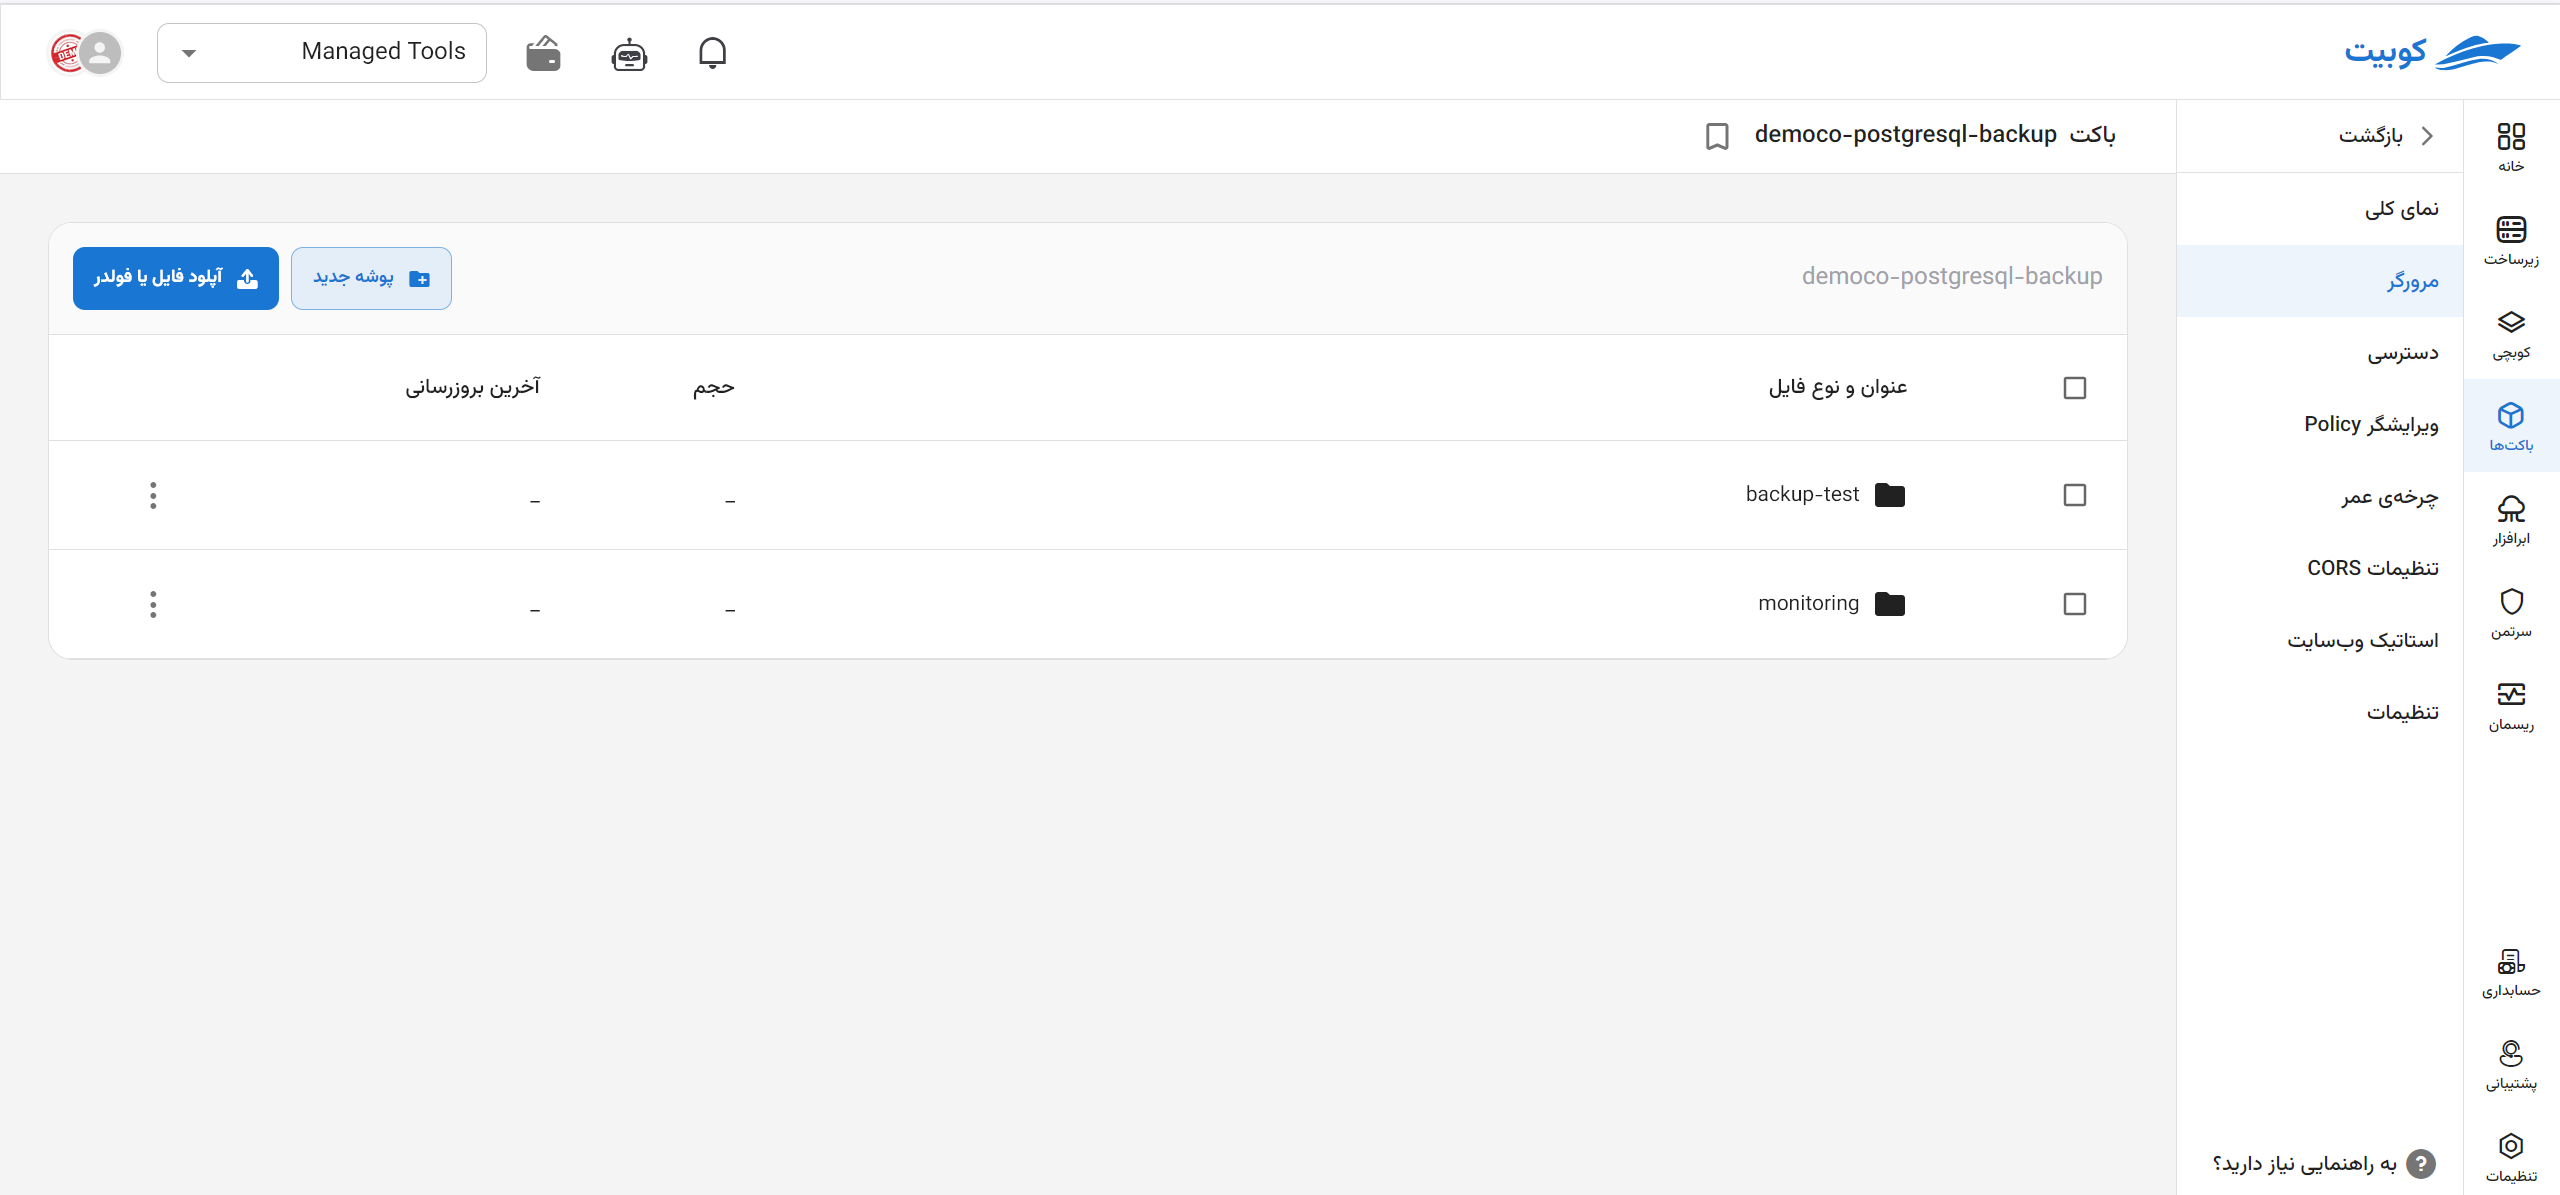 کوبیت
Managed Tools
خانه
زیرساخت
کوبچی
باکت‌ها
ابرافزار
سرتمن
ریسمان
حسابداری
پشتیبانی
تنظیمات
بازگشت
نمای کلی
مرورگر
دسترسی
ویرایشگر Policy
چرخه‌ی عمر
تنظیمات CORS
استاتیک وب‌سایت
تنظیمات
به راهنمایی نیاز دارید؟
باکت democo-postgresql-backup
democo-postgresql-backup
پوشه جدید
آپلود فایل یا فولدر
عنوان و نوع فایل حجم آخرین بروزرسانی
backup-test – –
monitoring – –